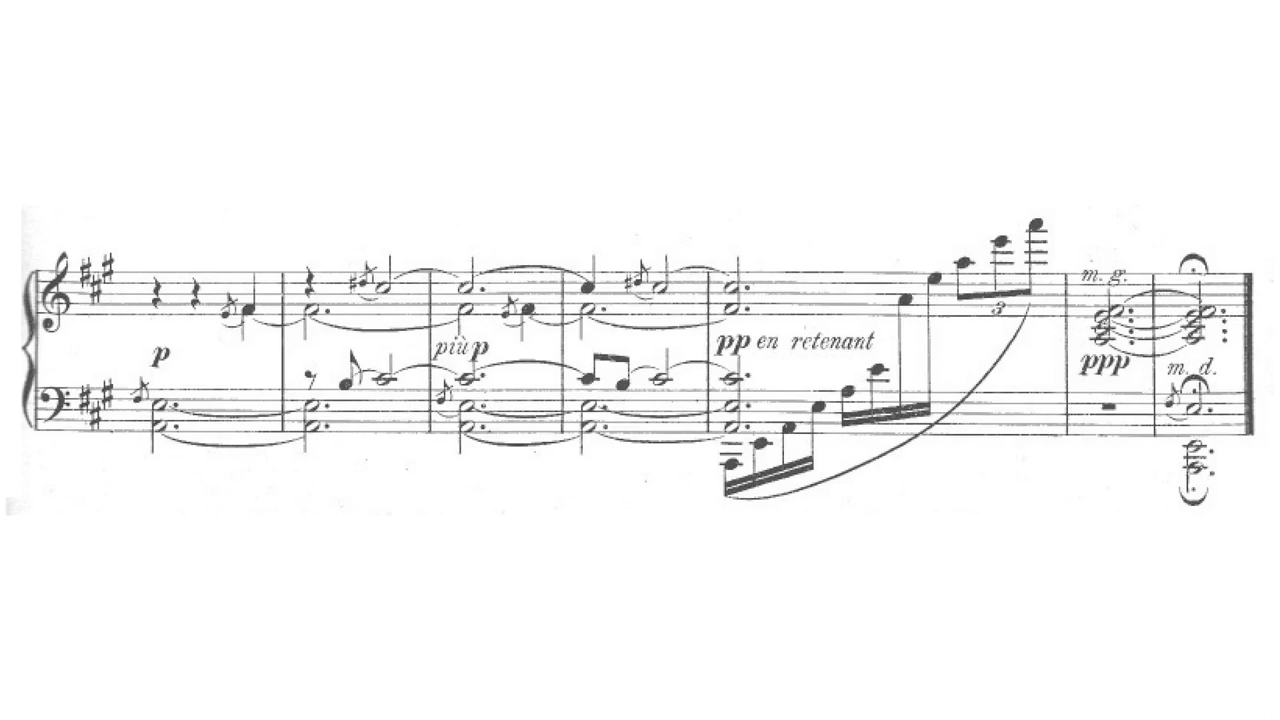 m. g.
p
più p
pp en retenant
3
ppp
m. d.